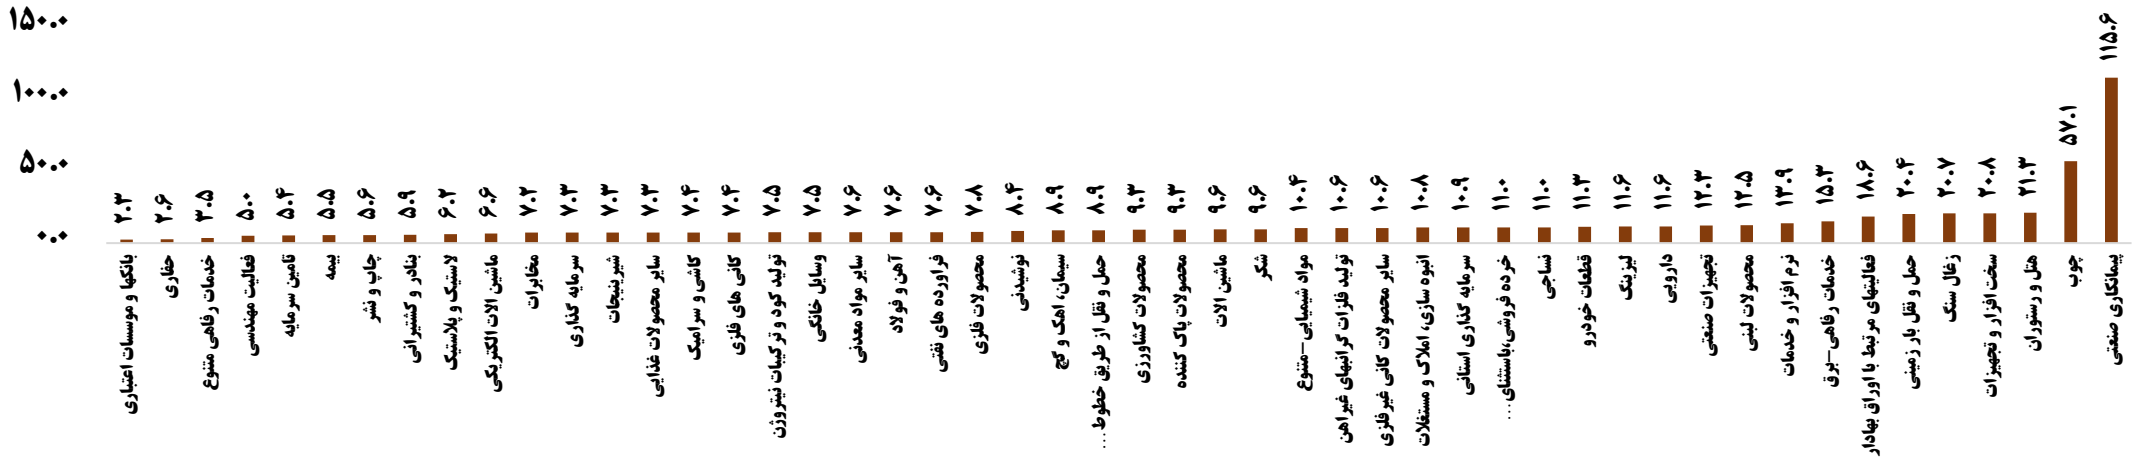 ۱۵۰.۰
۱۰۰.۰
۵۰.۰
۰.۰
۲.۳
۲.۶
۳.۵
۵.۰
۵.۴
۵.۵
۵.۶
۵.۹
۶.۲
۶.۶
۷.۲
۷.۳
۷.۳
۷.۳
۷.۴
۷.۴
۷.۵
۷.۵
۷.۶
۷.۶
۷.۶
۷.۸
۸.۴
۸.۹
۸.۹
۹.۳
۹.۳
۹.۶
۹.۶
۱۰.۴
۱۰.۶
۱۰.۶
۱۰.۸
۱۰.۹
۱۱.۰
۱۱.۰
۱۱.۳
۱۱.۶
۱۱.۶
۱۲.۳
۱۲.۵
۱۳.۹
۱۵.۳
۱۸.۶
۲۰.۴
۲۰.۷
۲۰.۸
۲۱.۳
۵۷.۱
۱۱۵.۶
بانکها و موسسات اعتباری
حفاری
خدمات رفاهی متنوع
فعالیت مهندسی
تامین سرمایه
بیمه
چاپ و نشر
بنادر و کشتیرانی
لاستیک و پلاستیک
ماشین الات الکتریکی
مخابرات
سرمایه گذاری
شیرینیجات
سایر محصولات غذایی
کاشی و سرامیک
کانی های فلزی
تولید کود و ترکیبات نیتروژن
وسایل خانگی
سایر مواد معدنی
آهن و فولاد
فراورده های نفتی
محصولات فلزی
نوشیدنی
سیمان، اهک و گچ
حمل و نقل از طریق خطوط…
محصولات کشاورزی
محصولات پاک کننده
ماشین الات
شکر
مواد شیمیایی-متنوع
تولید فلزات گرانبهای غیراهن
سایر محصولات کانی غیرفلزی
انبوه سازی، املاک و مستغلات
سرمایه گذاری استانی
خرده فروشی،باستثنای…
نساجی
قطعات خودرو
لیزینگ
دارویی
تجهیزات صنعتی
محصولات لبنی
نرم افزار و خدمات
خدمات رفاهی-برق
فعالیتهای مرتبط با اوراق بهادار
حمل و نقل بار زمینی
زغال سنگ
سخت افزار و تجهیزات
هتل و رستوران
چوب
پیمانکاری صنعتی